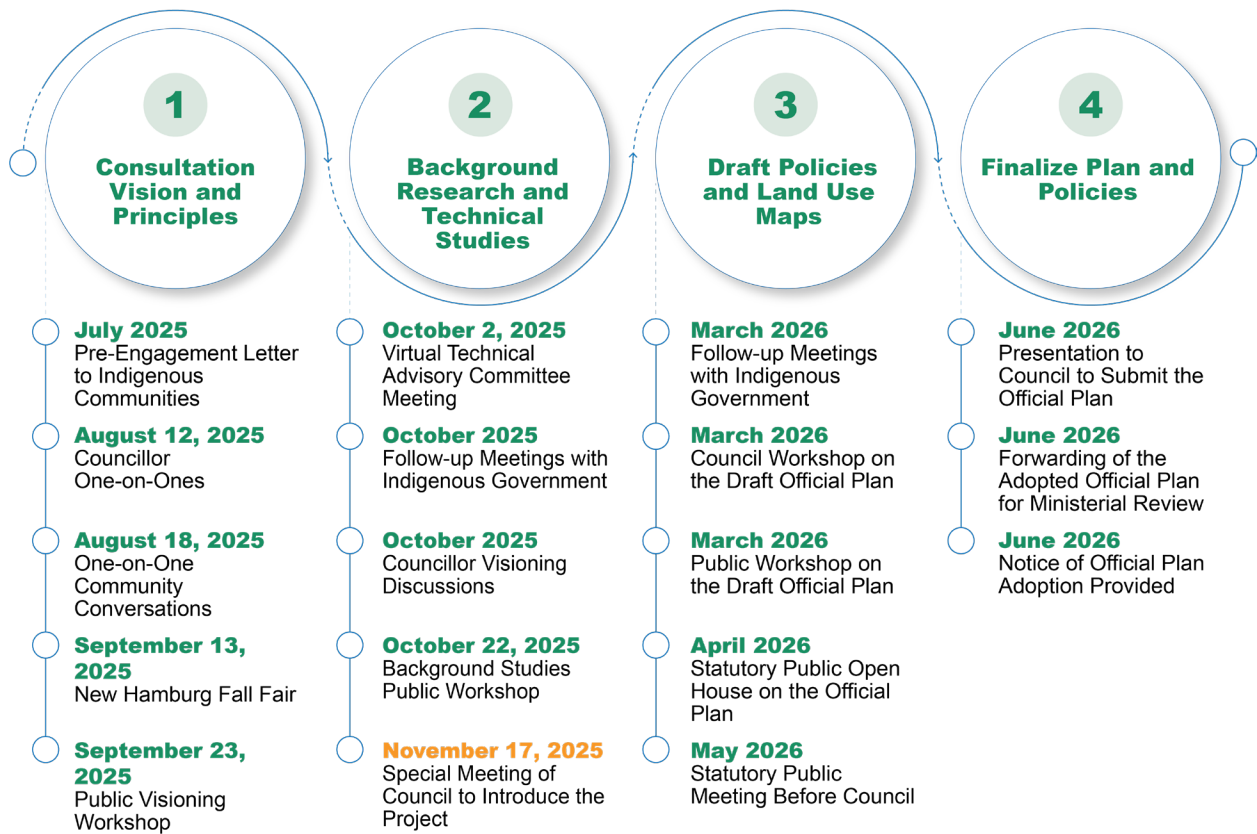 1
Consultation
Vision and
Principles
July 2025
Pre-Engagement Letter
to Indigenous
Communities
August 12, 2025
Councillor
One-on-Ones
August 18, 2025
One-on-One
Community
Conversations
September 13,
2025
New Hamburg Fall Fair
September 23,
2025
Public Visioning
Workshop
2
Background
Research and
Technical
Studies
October 2, 2025
Virtual Technical
Advisory Committee
Meeting
October 2025
Follow-up Meetings with
Indigenous Government
October 2025
Councillor Visioning
Discussions
October 22, 2025
Background Studies
Public Workshop
November 17, 2025
Special Meeting of
Council to Introduce the
Project
3
Draft Policies
and Land Use
Maps
March 2026
Follow-up Meetings
with Indigenous
Government
March 2026
Council Workshop on
the Draft Official Plan
March 2026
Public Workshop on
the Draft Official Plan
April 2026
Statutory Public Open
House on the Official
Plan
May 2026
Statutory Public
Meeting Before Council
4
Finalize Plan and
Policies
June 2026
Presentation to
Council to Submit the
Official Plan
June 2026
Forwarding of the
Adopted Official Plan
for Ministerial Review
June 2026
Notice of Official Plan
Adoption Provided